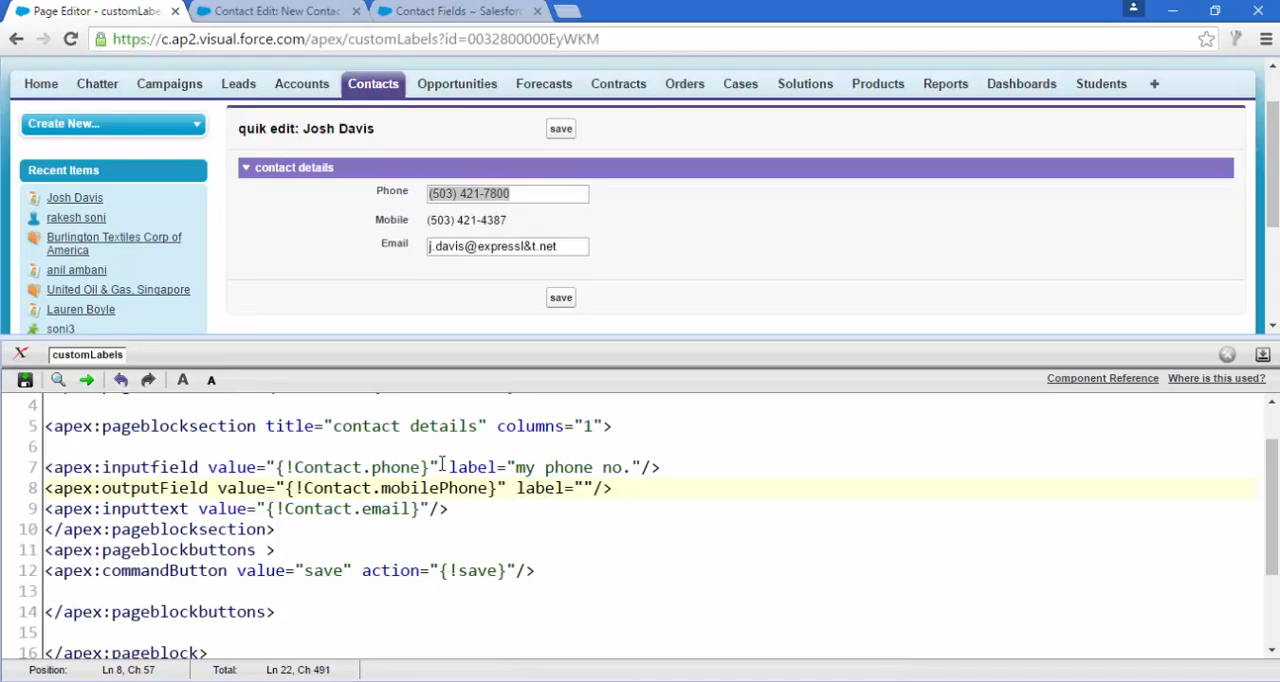 Page Editor - customLabe
Contact Edit: New Contac
Contact Fields ~ Salesfor
https://c.ap2.visual.force.com/apex/customLabels?id=0032800000EyWKM
Home Chatter Campaigns Leads Accounts Contacts Opportunities Forecasts Contracts Orders Cases Solutions Products Reports Dashboards Students +
Create New...
quik edit: Josh Davis save
Recent Items
contact details
Josh Davis
Phone (503) 421-7800
rakesh soni
Mobile (503) 421-4387
Burlington Textiles Corp of
America
Email j.davis@expressl&t.net
anil ambani
United Oil & Gas, Singapore
save
Lauren Boyle
soni3
customLabels
A A Component Reference Where is this used?
4
5 <apex:pageblocksection title="contact details" columns="1">
6
7 <apex:inputfield value="{!Contact.phone}" label="my phone no."/>
8 <apex:outputField value="{!Contact.mobilePhone}" label=""/>
9 <apex:inputtext value="{!Contact.email}"/>
10 </apex:pageblocksection>
11 <apex:pageblockbuttons >
12 <apex:commandButton value="save" action="{!save}"/>
13
14 </apex:pageblockbuttons>
15
16 </apex:pageblock>
Position: Ln 8, Ch 57 Total: Ln 22, Ch 491